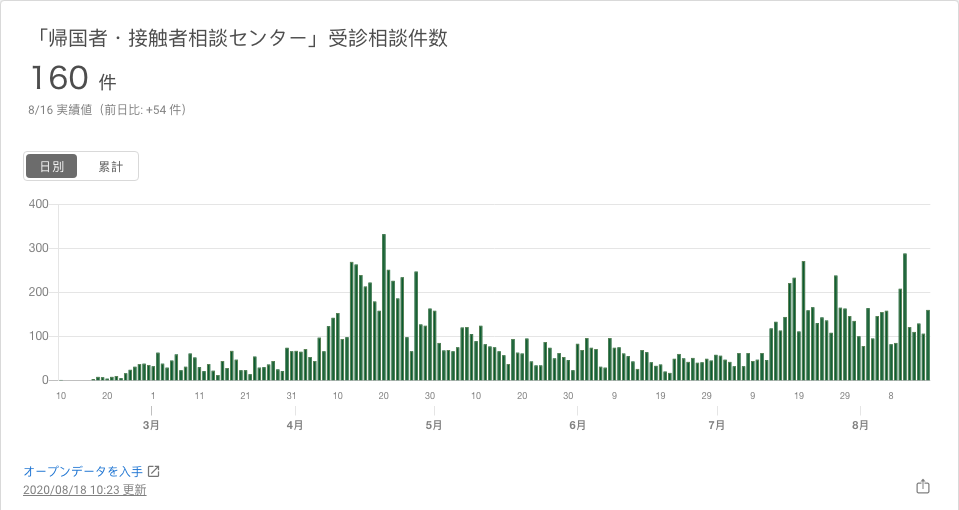 「帰国者・接触者相談センター」受診相談件数
160 件
8/16 実績値（前日比: +54 件）
日別 累計
400
300
200
100
0
10 20 1 11 21 31 10 20 30 10 20 30 9 19 29 9 19 29 8
3月 4月 5月 6月 7月 8月
オープンデータを入手
2020/08/18 10:23 更新